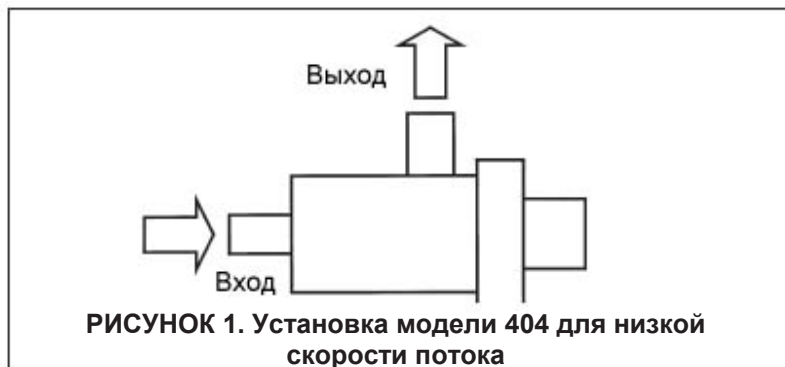 Выход
Вход
РИСУНОК 1. Установка модели 404 для низкой
скорости потока